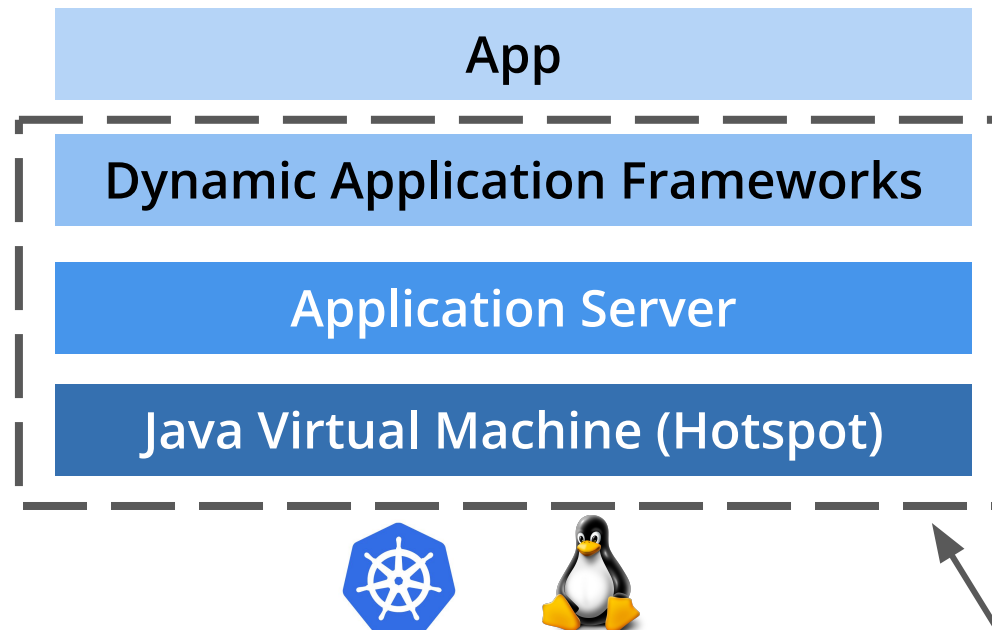 App
Dynamic Application Frameworks
Application Server
Java Virtual Machine (Hotspot)